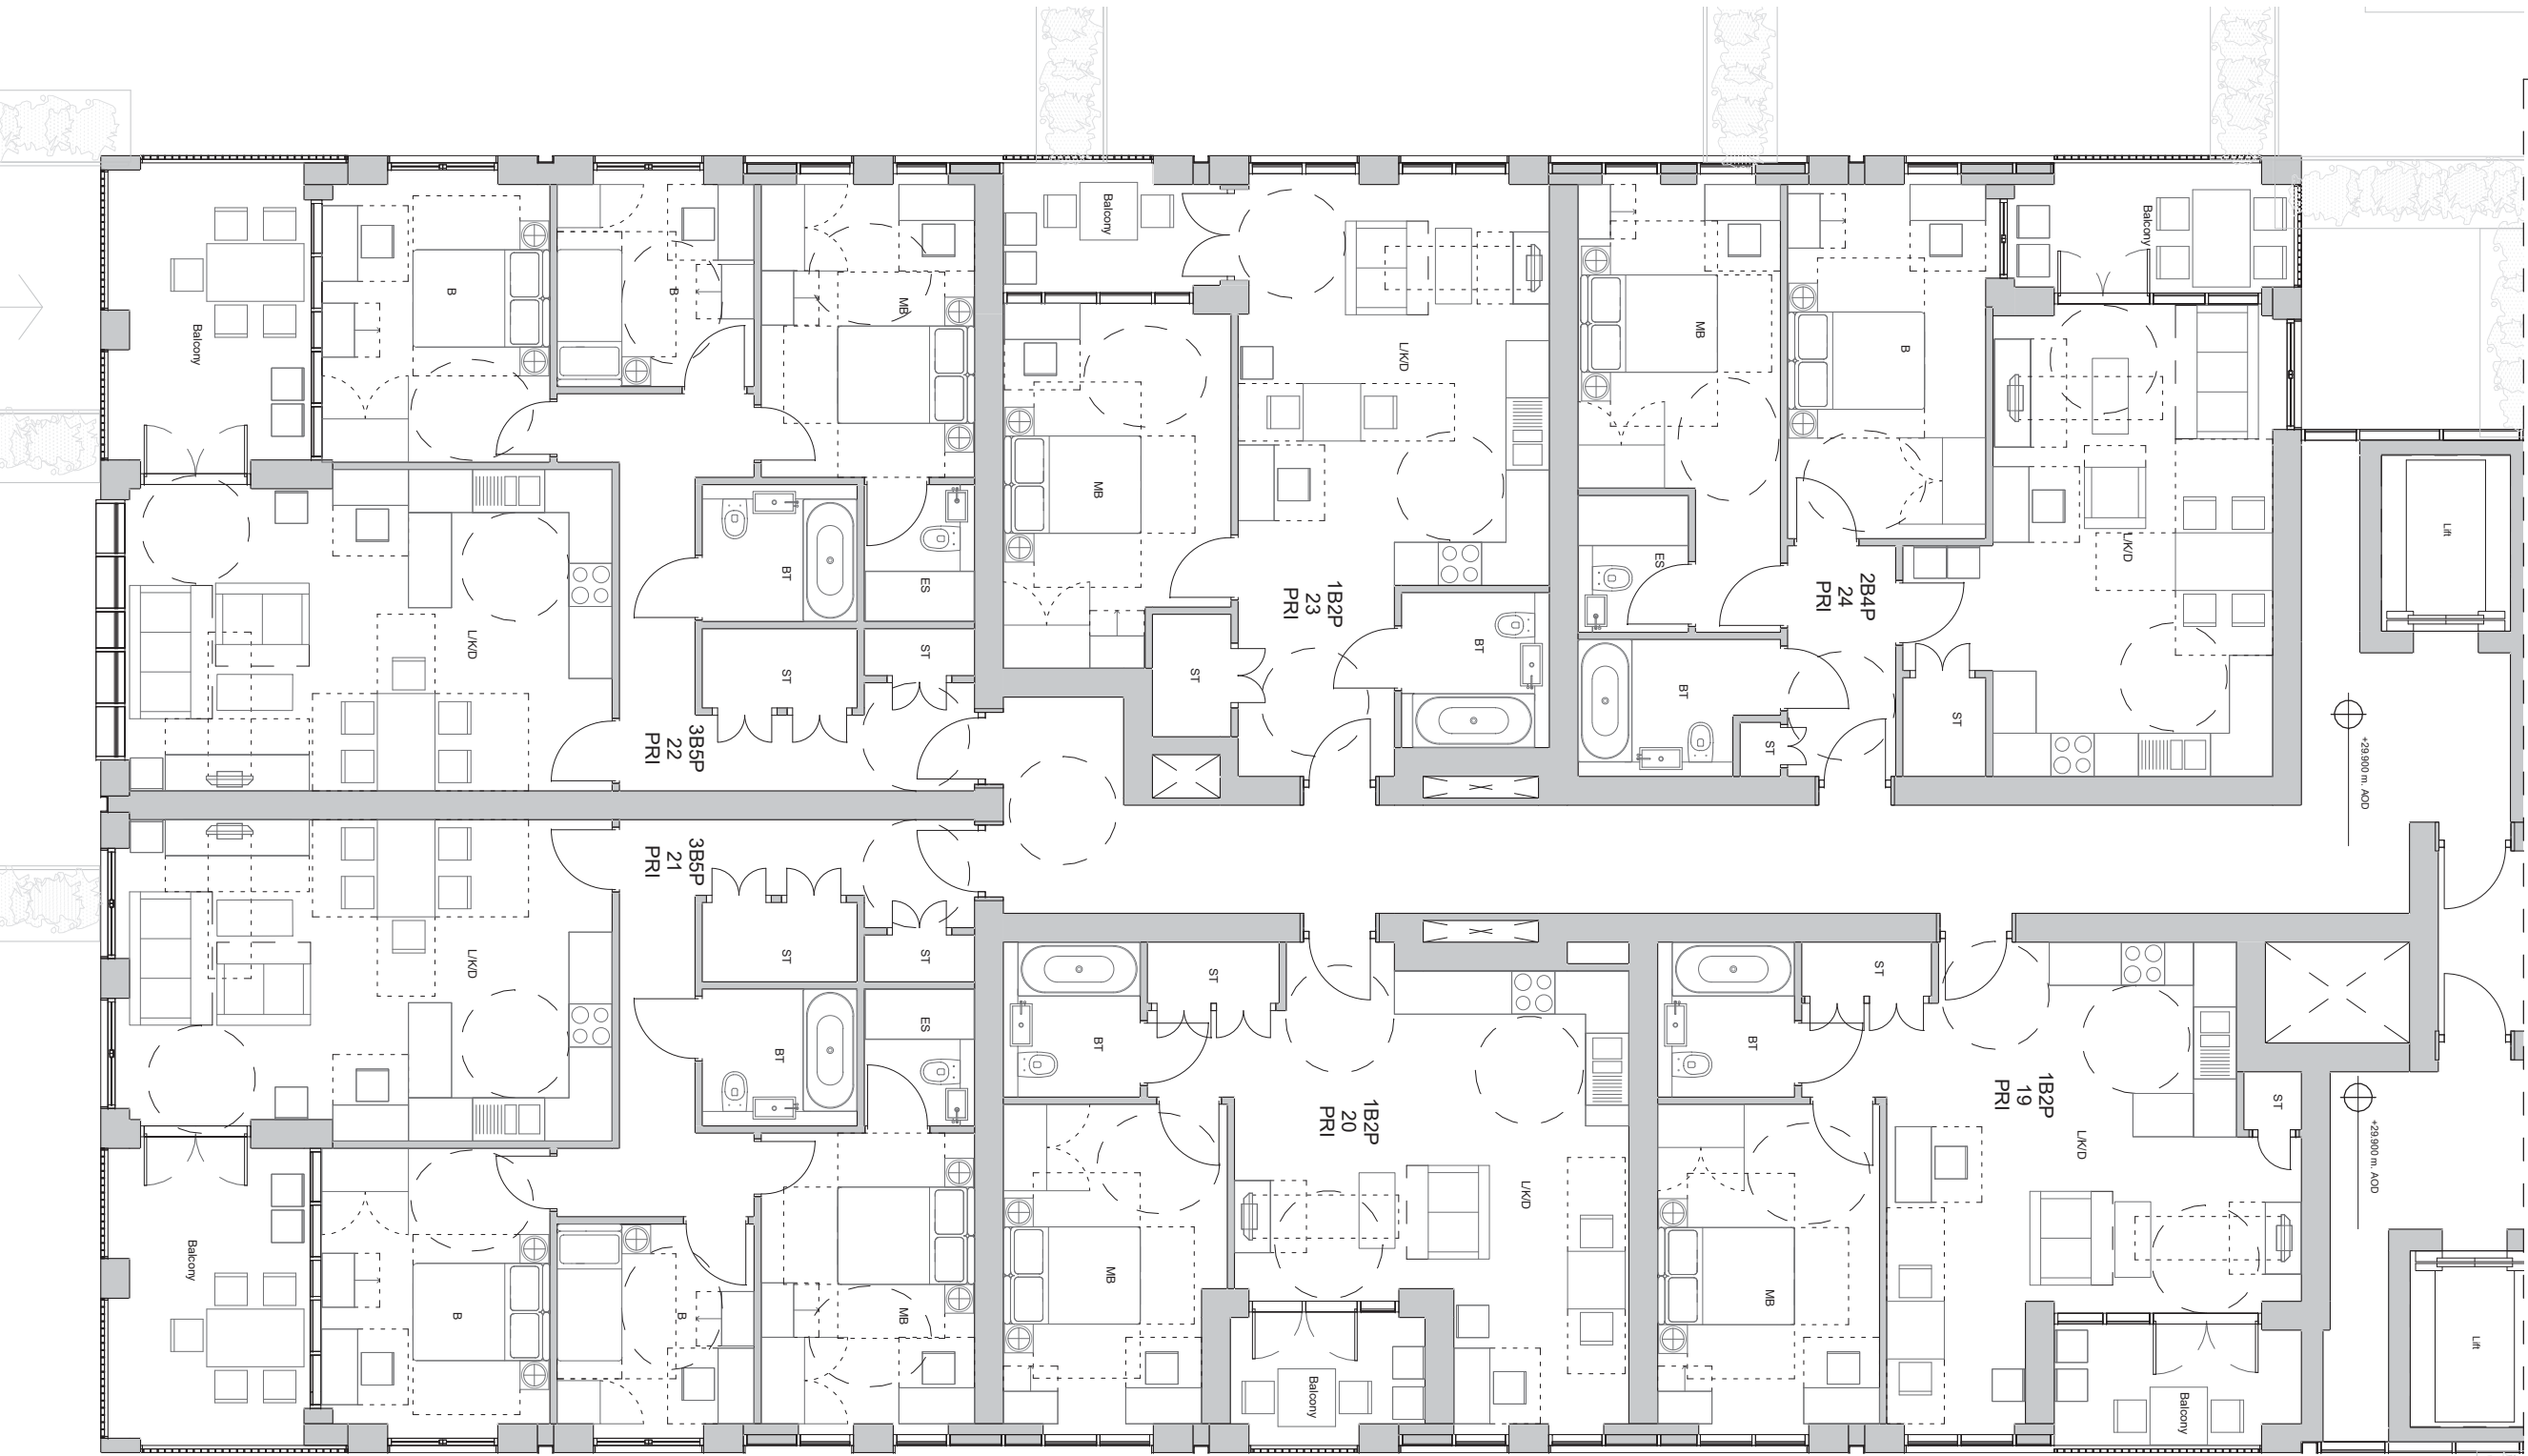 Balcony
B
B
MB
Balcony
L/K/D
MB
MB
B
Balcony
L/K/D
Lift
Balcony
L/K/D
BT
ES
ST
ST
3B5P
22
PRI
1B2P
23
PRI
BT
ST
ES
BT
ST
2B4P
24
PRI
ST
+29.900 m. AOD
3B5P
21
PRI
L/K/D
ST
ST
BT
ES
Balcony
B
B
MB
BT
ST
1B2P
20
PRI
L/K/D
MB
Balcony
BT
ST
1B2P
19
PRI
L/K/D
ST
MB
Balcony
+29.900 m. AOD
Lift